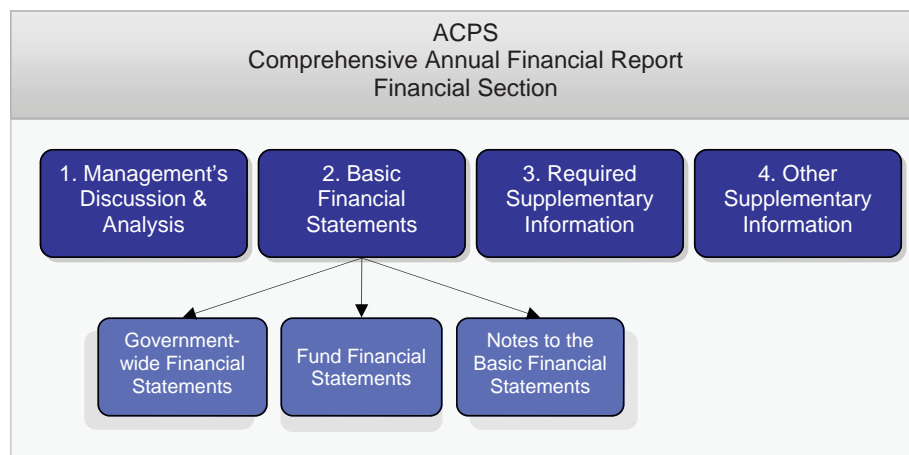 ACPS
Comprehensive Annual Financial Report
Financial Section
1. Management’s
Discussion &
Analysis
2. Basic
Financial
Statements
3. Required
Supplementary
Information
4. Other
Supplementary
Information
Government-
wide Financial
Statements
Fund Financial
Statements
Notes to the
Basic Financial
Statements